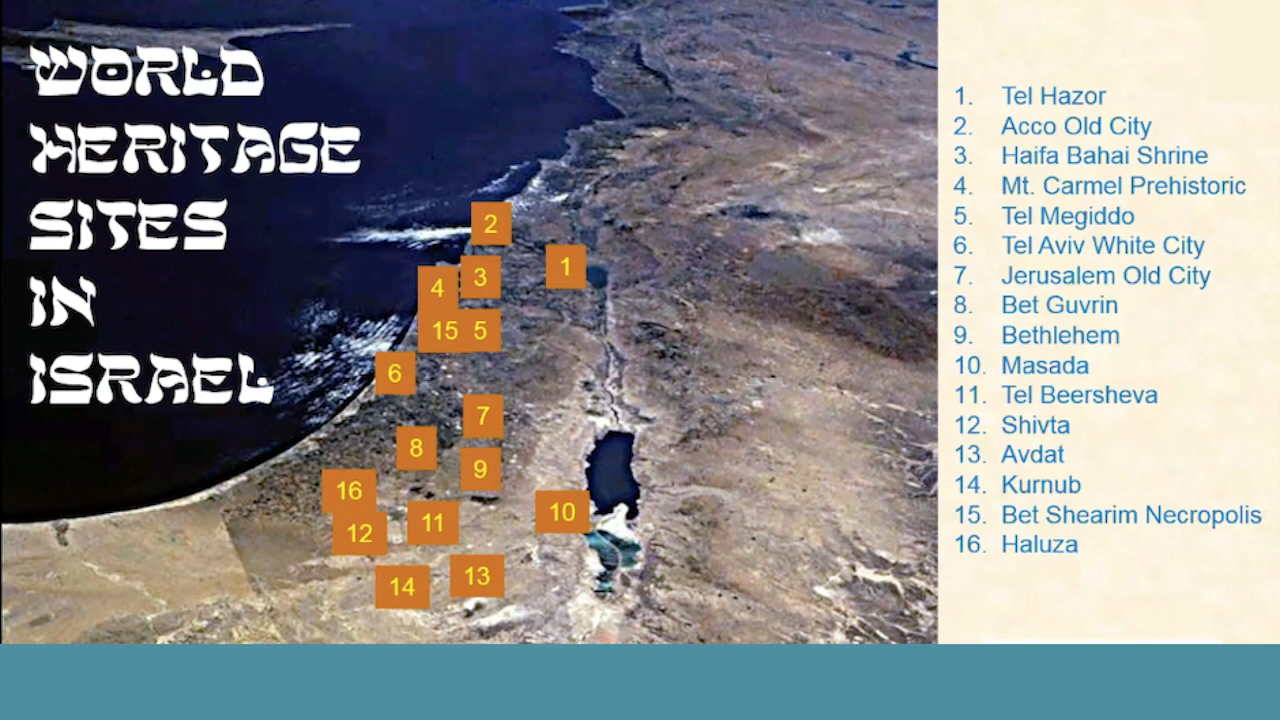 WORLD
HERITAGE
SITES
IN
ISRAEL
2
1
3
4
15 5
6
7
8
9
16
10
11
12
13
14
1. Tel Hazor
2. Acco Old City
3. Haifa Bahai Shrine
4. Mt. Carmel Prehistoric
5. Tel Megiddo
6. Tel Aviv White City
7. Jerusalem Old City
8. Bet Guvrin
9. Bethlehem
10. Masada
11. Tel Beersheva
12. Shivta
13. Avdat
14. Kurnub
15. Bet Shearim Necropolis
16. Haluza